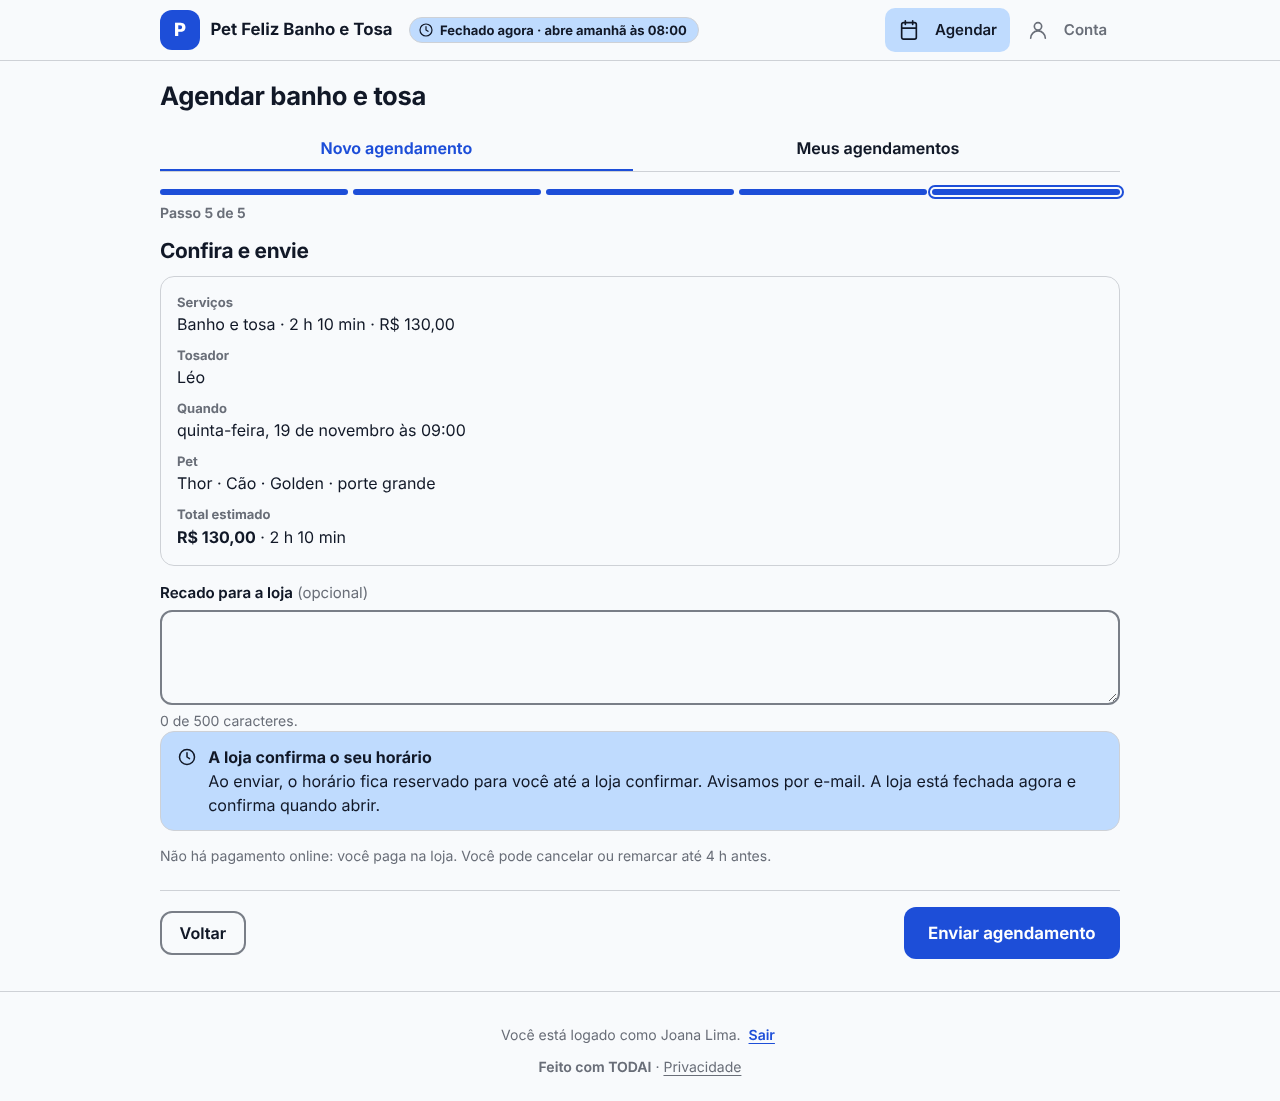 P
Pet Feliz Banho e Tosa
Fechado agora · abre amanhã às 08:00
Agendar
Conta
Agendar banho e tosa
Novo agendamento
Meus agendamentos
Passo 5 de 5
Confira e envie
Serviços
Banho e tosa · 2 h 10 min · R$ 130,00
Tosador
Léo
Quando
quinta-feira, 19 de novembro às 09:00
Pet
Thor · Cão · Golden · porte grande
Total estimado
R$ 130,00 · 2 h 10 min
Recado para a loja (opcional)
0 de 500 caracteres.
A loja confirma o seu horário
Ao enviar, o horário fica reservado para você até a loja confirmar. Avisamos por e-mail. A loja está fechada agora e
confirma quando abrir.
Não há pagamento online: você paga na loja. Você pode cancelar ou remarcar até 4 h antes.
Voltar
Enviar agendamento
Você está logado como Joana Lima. Sair
Feito com TODAI · Privacidade